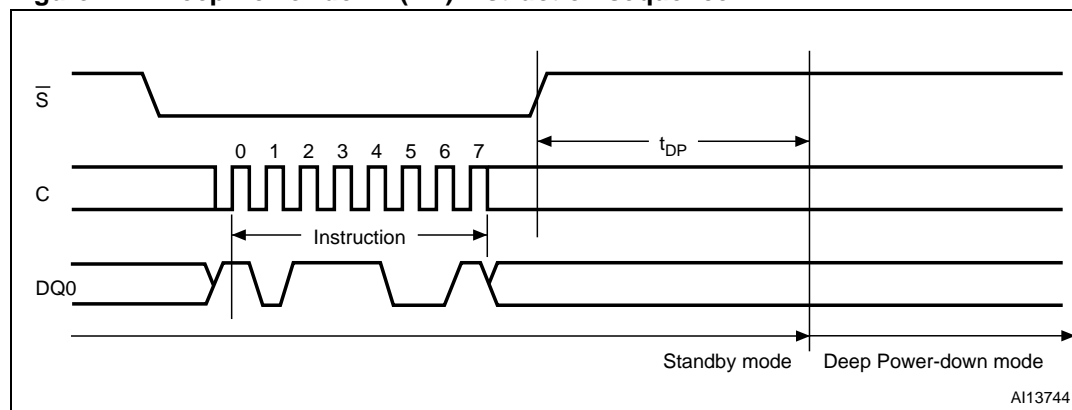 S
0 1 2 3 4 5 6 7
tDP
C
Instruction
DQ0
Standby mode
Deep Power-down mode
AI13744